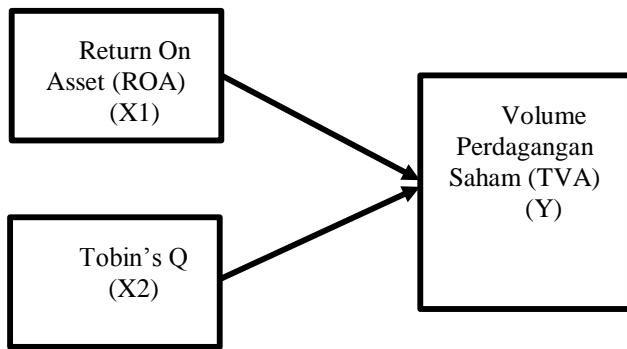 Return On
Asset (ROA)
(X1)
Volume
Perdagangan
Saham (TVA)
(Y)
Tobin’s Q
(X2)